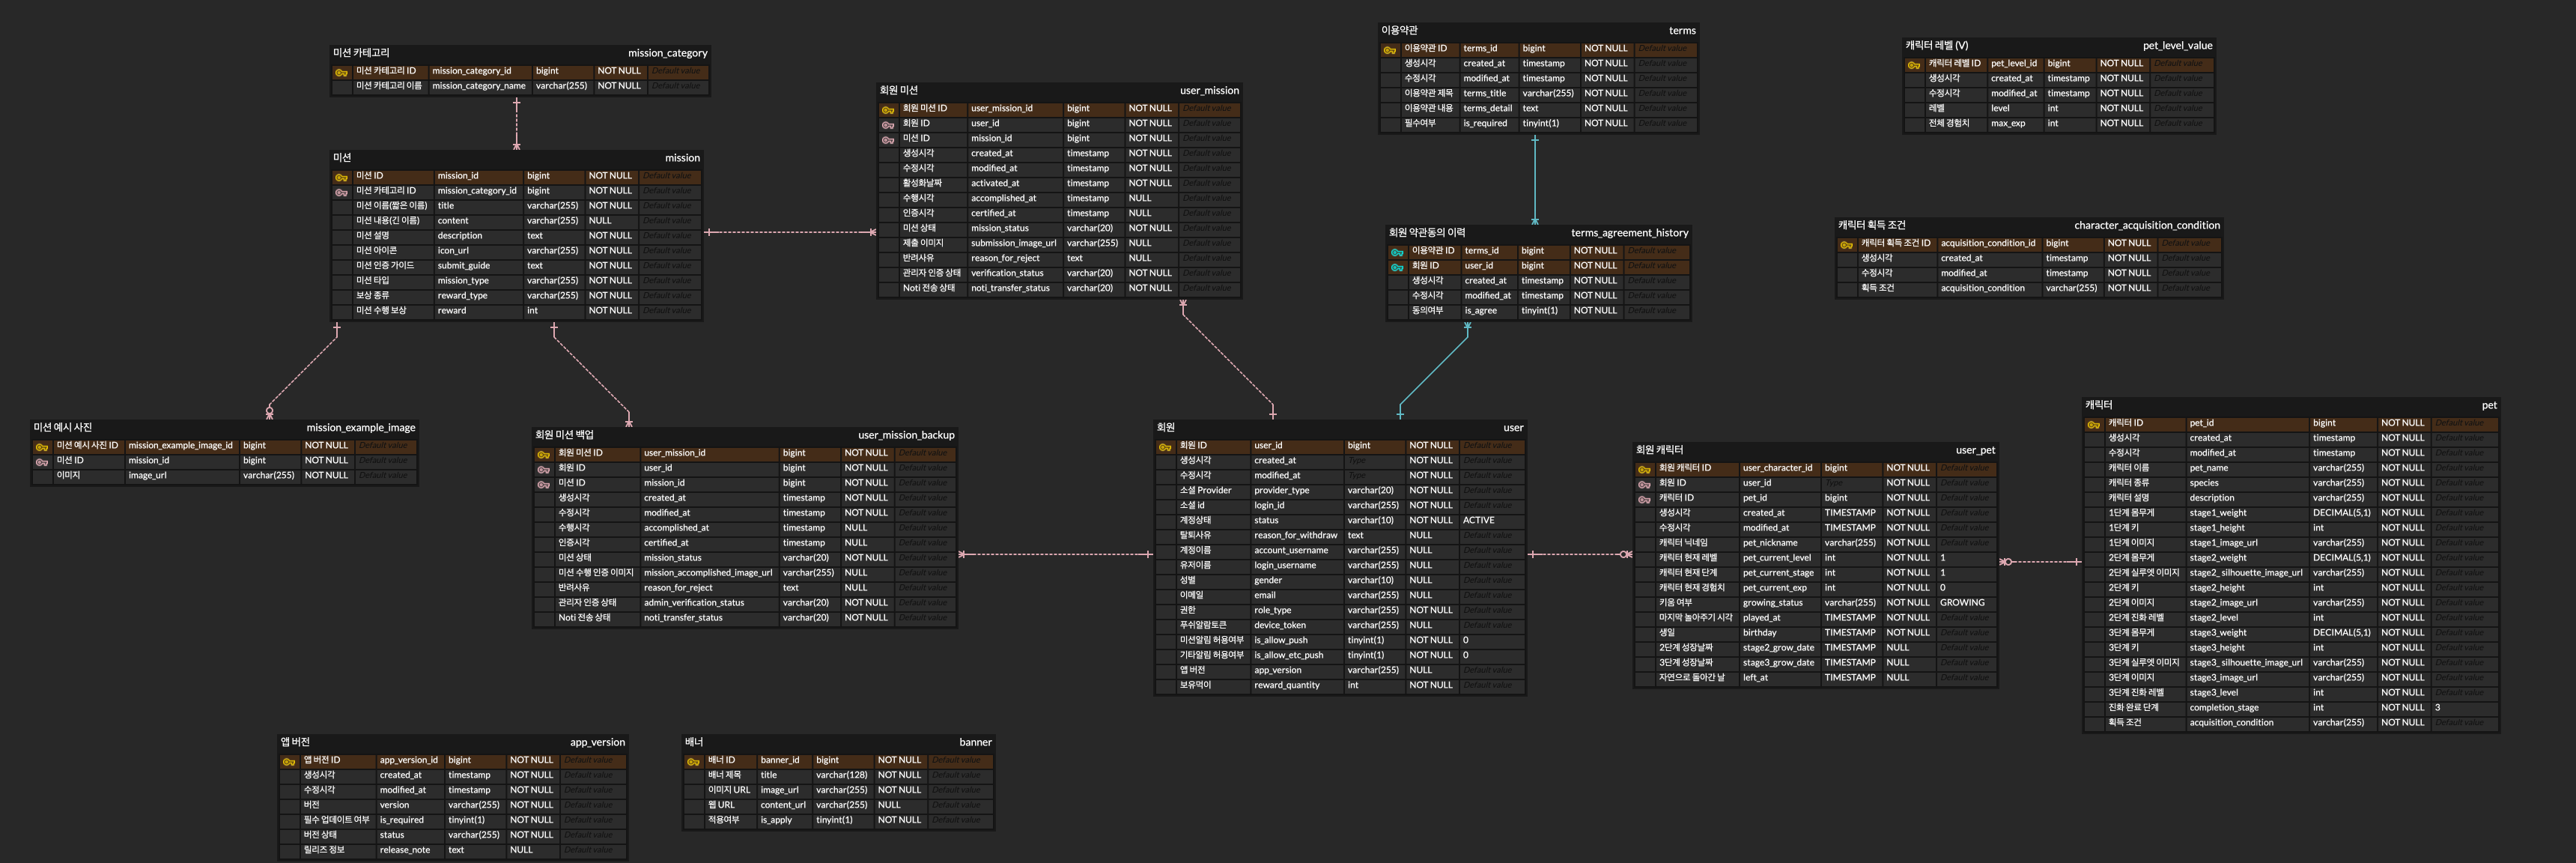 미션 카테고리 mission_category
미션 카테고리 ID mission_category_id bigint NOT NULL Default value
미션 카테고리 이름 mission_category_name varchar(255) NOT NULL Default value
미션 mission
미션 ID mission_id bigint NOT NULL Default value
미션 카테고리 ID mission_category_id bigint NOT NULL Default value
미션 이름(짧은 이름) title varchar(255) NOT NULL Default value
미션 내용(긴 이름) content varchar(255) NULL Default value
미션 설명 description text NOT NULL Default value
미션 아이콘 icon_url varchar(255) NOT NULL Default value
미션 인증 가이드 submit_guide text NOT NULL Default value
미션 타입 mission_type varchar(255) NOT NULL Default value
보상 종류 reward_type varchar(255) NOT NULL Default value
미션 수행 보상 reward int NOT NULL Default value
회원 미션 user_mission
회원 미션 ID user_mission_id bigint NOT NULL Default value
회원 ID user_id bigint NOT NULL Default value
미션 ID mission_id bigint NOT NULL Default value
생성시각 created_at timestamp NOT NULL Default value
수정시각 modified_at timestamp NOT NULL Default value
활성화날짜 activated_at timestamp NOT NULL Default value
수행시각 accomplished_at timestamp NULL Default value
인증시각 certified_at timestamp NULL Default value
미션 상태 mission_status varchar(20) NOT NULL Default value
제출 이미지 submission_image_url varchar(255) NULL Default value
반려사유 reason_for_reject text NULL Default value
관리자 인증 상태 verification_status varchar(20) NOT NULL Default value
Noti 전송 상태 noti_transfer_status varchar(20) NOT NULL Default value
이용약관 terms
이용약관 ID terms_id bigint NOT NULL Default value
생성시각 created_at timestamp NOT NULL Default value
수정시각 modified_at timestamp NOT NULL Default value
이용약관 제목 terms_title varchar(255) NOT NULL Default value
이용약관 내용 terms_detail text NOT NULL Default value
필수여부 is_required tinyint(1) NOT NULL Default value
캐릭터 레벨 (V) pet_level_value
캐릭터 레벨 ID pet_level_id bigint NOT NULL Default value
생성시각 created_at timestamp NOT NULL Default value
수정시각 modified_at timestamp NOT NULL Default value
레벨 level int NOT NULL Default value
전체 경험치 max_exp int NOT NULL Default value
회원 약관동의 이력 terms_agreement_history
이용약관 ID terms_id bigint NOT NULL Default value
회원 ID user_id bigint NOT NULL Default value
생성시각 created_at timestamp NOT NULL Default value
수정시각 modified_at timestamp NOT NULL Default value
동의여부 is_agree tinyint(1) NOT NULL Default value
캐릭터 획득 조건 character_acquisition_condition
캐릭터 획득 조건 ID acquisition_condition_id bigint NOT NULL Default value
생성시각 created_at timestamp NOT NULL Default value
수정시각 modified_at timestamp NOT NULL Default value
획득 조건 acquisition_condition varchar(255) NOT NULL Default value
미션 예시 사진 mission_example_image
미션 예시 사진 ID mission_example_image_id bigint NOT NULL Default value
미션 ID mission_id bigint NOT NULL Default value
이미지 image_url varchar(255) NOT NULL Default value
회원 미션 백업 user_mission_backup
회원 미션 ID user_mission_id bigint NOT NULL Default value
회원 ID user_id bigint NOT NULL Default value
미션 ID mission_id bigint NOT NULL Default value
생성시각 created_at timestamp NOT NULL Default value
수정시각 modified_at timestamp NOT NULL Default value
수행시각 accomplished_at timestamp NULL Default value
인증시각 certified_at timestamp NULL Default value
미션 상태 mission_status varchar(20) NOT NULL Default value
미션 수행 인증 이미지 mission_accomplished_image_url varchar(255) NULL Default value
반려사유 reason_for_reject text NULL Default value
관리자 인증 상태 admin_verification_status varchar(20) NOT NULL Default value
Noti 전송 상태 noti_transfer_status varchar(20) NOT NULL Default value
회원 user
회원 ID user_id bigint NOT NULL Default value
생성시각 created_at Type NOT NULL Default value
수정시각 modified_at Type NOT NULL Default value
소셜 Provider provider_type varchar(20) NOT NULL Default value
소셜 id login_id varchar(255) NOT NULL Default value
계정상태 status varchar(10) NOT NULL ACTIVE
탈퇴사유 reason_for_withdraw text NULL Default value
계정이름 account_username varchar(255) NULL Default value
유저이름 login_username varchar(255) NULL Default value
성별 gender varchar(10) NULL Default value
이메일 email varchar(255) NULL Default value
권한 role_type varchar(255) NOT NULL Default value
푸쉬알람토큰 device_token varchar(255) NULL Default value
미션알림 허용여부 is_allow_push tinyint(1) NOT NULL 0
기타알림 허용여부 is_allow_etc_push tinyint(1) NOT NULL 0
앱 버전 app_version varchar(255) NULL Default value
보유먹이 reward_quantity int NOT NULL Default value
회원 캐릭터 user_pet
회원 캐릭터 ID user_character_id bigint NOT NULL Default value
회원 ID user_id Type NOT NULL Default value
캐릭터 ID pet_id bigint NOT NULL Default value
생성시각 created_at TIMESTAMP NOT NULL Default value
수정시각 modified_at TIMESTAMP NOT NULL Default value
캐릭터 닉네임 pet_nickname varchar(255) NOT NULL Default value
캐릭터 현재 레벨 pet_current_level int NOT NULL 1
캐릭터 현재 단계 pet_current_stage int NOT NULL 1
캐릭터 현재 경험치 pet_current_exp int NOT NULL 0
키움 여부 growing_status varchar(255) NOT NULL GROWING
마지막 놀아주기 시각 played_at TIMESTAMP NOT NULL Default value
생일 birthday TIMESTAMP NOT NULL Default value
2단계 성장날짜 stage2_grow_date TIMESTAMP NULL Default value
3단계 성장날짜 stage3_grow_date TIMESTAMP NULL Default value
자연으로 돌아간 날 left_at TIMESTAMP NULL Default value
캐릭터 pet
캐릭터 ID pet_id bigint NOT NULL Default value
생성시각 created_at timestamp NOT NULL Default value
수정시각 modified_at timestamp NOT NULL Default value
캐릭터 이름 pet_name varchar(255) NOT NULL Default value
캐릭터 종류 species varchar(255) NOT NULL Default value
캐릭터 설명 description varchar(255) NOT NULL Default value
1단계 몸무게 stage1_weight DECIMAL(5,1) NOT NULL Default value
1단계 키 stage1_height int NOT NULL Default value
1단계 이미지 stage1_image_url varchar(255) NOT NULL Default value
2단계 몸무게 stage2_weight DECIMAL(5,1) NOT NULL Default value
2단계 실루엣 이미지 stage2_ silhouette_image_url varchar(255) NOT NULL Default value
2단계 키 stage2_height int NOT NULL Default value
2단계 이미지 stage2_image_url varchar(255) NOT NULL Default value
2단계 진화 레벨 stage2_level int NOT NULL Default value
3단계 몸무게 stage3_weight DECIMAL(5,1) NOT NULL Default value
3단계 키 stage3_height int NOT NULL Default value
3단계 실루엣 이미지 stage3_ silhouette_image_url varchar(255) NOT NULL Default value
3단계 이미지 stage3_image_url varchar(255) NOT NULL Default value
3단계 진화 레벨 stage3_level int NOT NULL Default value
진화 완료 단계 completion_stage int NOT NULL 3
획득 조건 acquisition_condition varchar(255) NOT NULL Default value
앱 버전 app_version
앱 버전 ID app_version_id bigint NOT NULL Default value
생성시각 created_at timestamp NOT NULL Default value
수정시각 modified_at timestamp NOT NULL Default value
버전 version varchar(255) NOT NULL Default value
필수 업데이트 여부 is_required tinyint(1) NOT NULL Default value
버전 상태 status varchar(255) NOT NULL Default value
릴리즈 정보 release_note text NULL Default value
배너 banner
배너 ID banner_id bigint NOT NULL Default value
배너 제목 title varchar(128) NOT NULL Default value
이미지 URL image_url varchar(255) NOT NULL Default value
웹 URL content_url varchar(255) NULL Default value
적용여부 is_apply tinyint(1) NOT NULL Default value